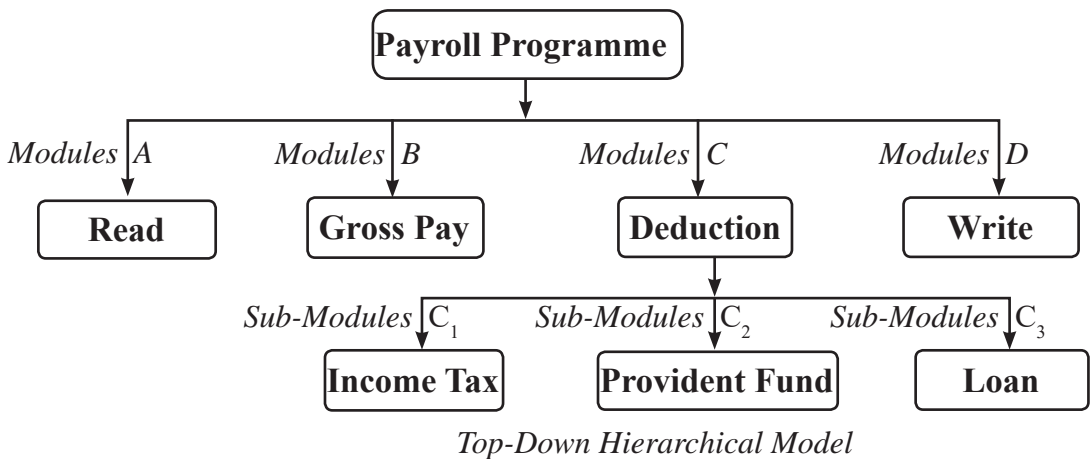 Payroll Programme
Modules A
Modules B
Modules C
Modules D
Read
Gross Pay
Deduction
Write
Sub-Modules C₁
Sub-Modules C₂
Sub-Modules C₃
Income Tax
Provident Fund
Loan
Top-Down Hierarchical Model